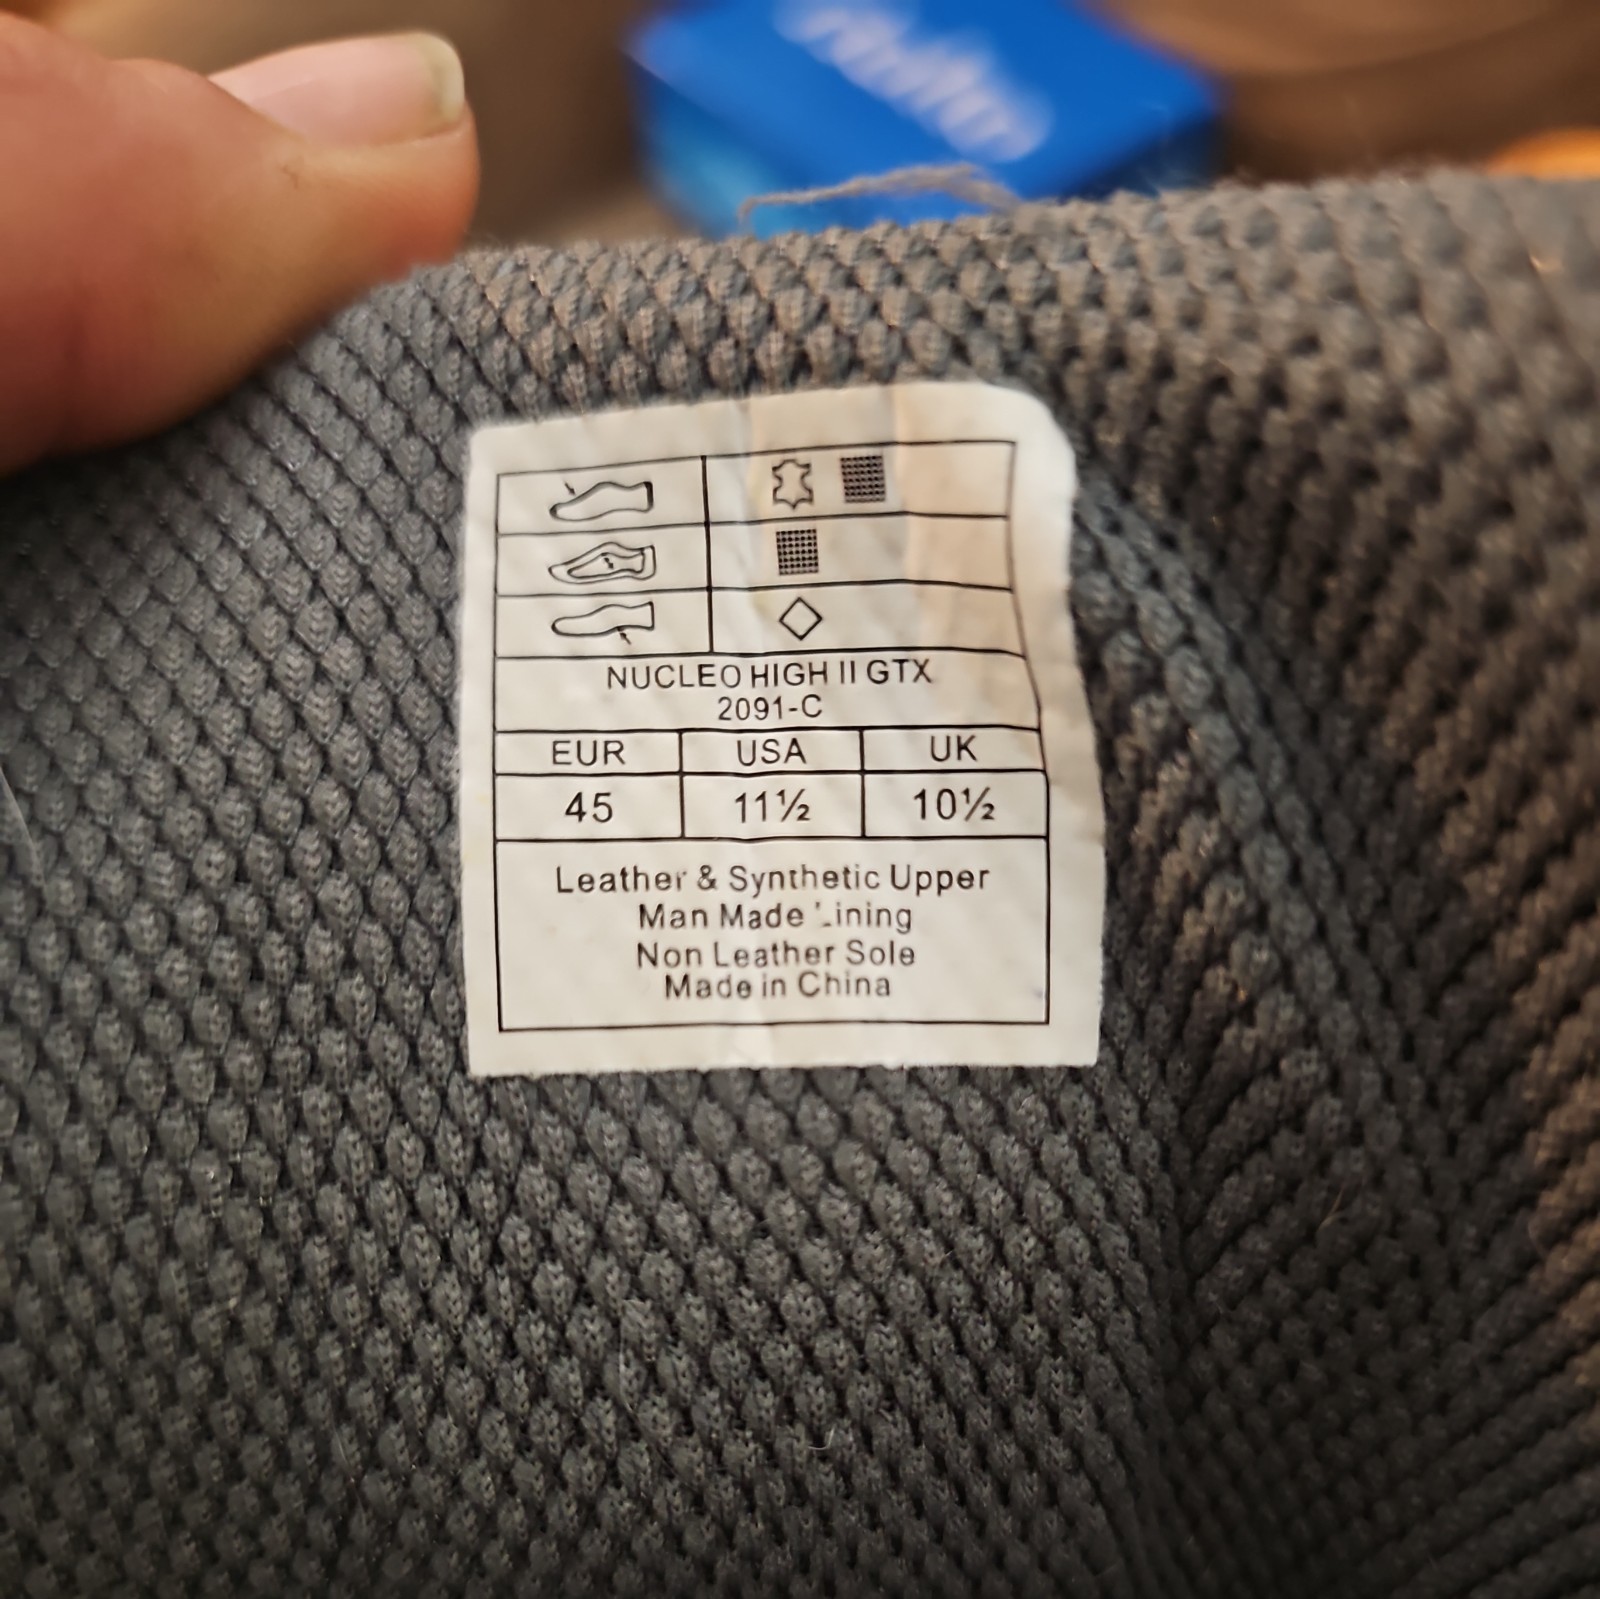 NUCLEO HIGH II GTX
2091-C
EUR USA UK
45 11½ 10½
Leather & Synthetic Upper
Man Made Lining
Non Leather Sole
Made in China